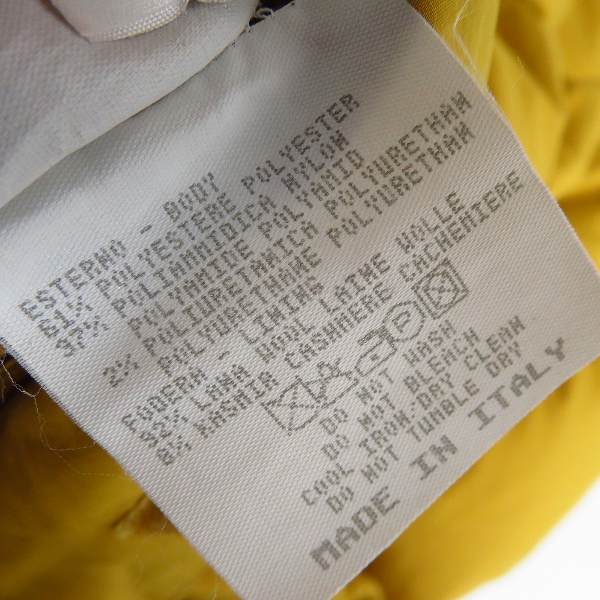 ESTERNO - BODY
61% POLYESTERE POLYESTER
37% POLIAMMIDICA NYLON
POLYAMIDE POLYAMID
2% POLIURETANICA POLYURETHAN
POLYURETHANE POLYURETHAN
FODERA - LINING
92% LANA WOOL LAINE WOLLE
8% KASHMIR CASHMERE CACHEMIERE
P
DO NOT WASH
DO NOT BLEACH
COOL IRON.DRY CLEAN
DO NOT TUMBLE DRY
MADE IN ITALY